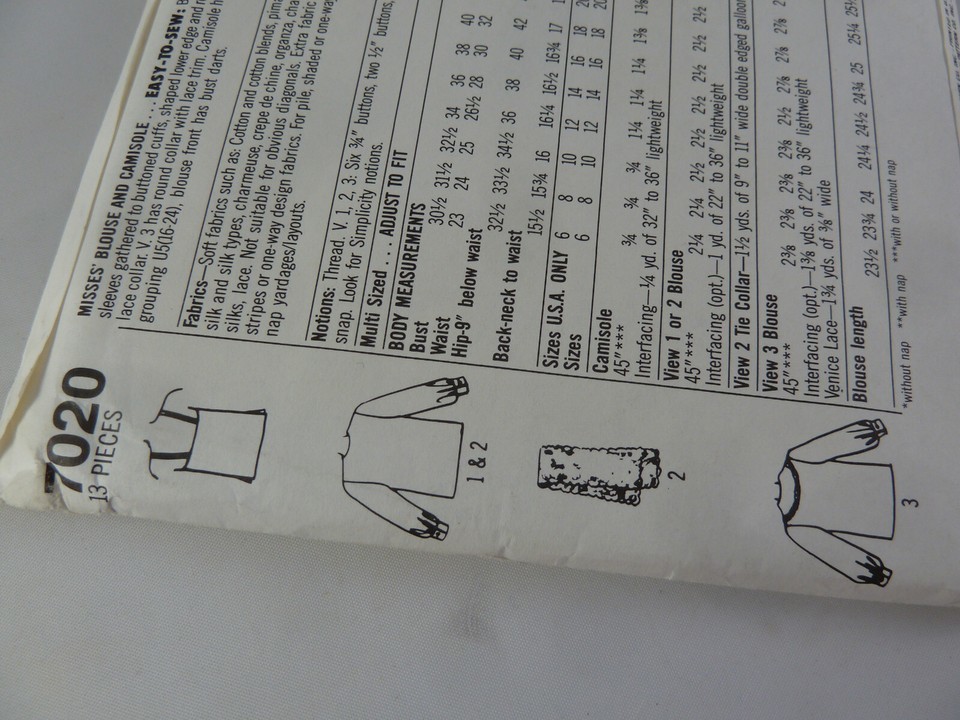 7020
13 PIECES
MISSES' BLOUSE AND CAMISOLE . . . EASY-TO-SEW:
sleeves gathered to buttoned cuffs, shaped lower edge and
lace collar. V. 3 has round collar with lace trim. Camisole
grouping U5(16-24), blouse front has bust darts.
Fabrics—Soft fabrics such as: Cotton and cotton blends,
silk and silk types, charmeuse, crepe de chine, organza,
silks, lace. Not suitable for obvious diagonals. Extra fabric
stripes or one-way design fabrics. For pile, shaded or one-way
nap yardages/layouts.
Notions: Thread, V. 1, 2, 3: Six ¾" buttons, two ½" buttons,
snap. Look for Simplicity notions.
Multi Sized . . . ADJUST TO FIT
BODY MEASUREMENTS
Bust 30½ 31½ 32½ 34 36 38 40
Waist 23 24 25 26½ 28 30 32
Hip-9" below waist 32½ 33½ 34½ 36 38 40 42
Back-neck to waist 15½ 15¾ 16 16¼ 16½ 16¾ 17
Sizes U.S.A. ONLY 6 8 10 12 14 16 18
Sizes 6 8 10 12 14 16 18 20
Camisole
45"*** ¾ ¾ ¾ 1¼ 1¼ 1¼ 1⅜ 1⅜
Interfacing—¼ yd. of 32" to 36" lightweight
View 1 or 2 Blouse
45"*** 2¼ 2¼ 2½ 2½ 2½ 2½ 2½ 2½
Interfacing (opt.)—1 yd. of 22" to 36" lightweight
View 2 Tie Collar—1½ yds. of 9" to 11" wide double edged galloon
View 3 Blouse
45"*** 2⅜ 2⅜ 2⅜ 2⅜ 2½ 2⅞ 2⅞ 2⅞
Interfacing (opt.)—1⅜ yds. of 22" to 36" lightweight
Venice Lace—1¾ yds. of ⅜" wide
Blouse length 23½ 23¾ 24 24¼ 24½ 24¾ 25 25¼
*without nap **with nap ***with or without nap
1 & 2
2
3